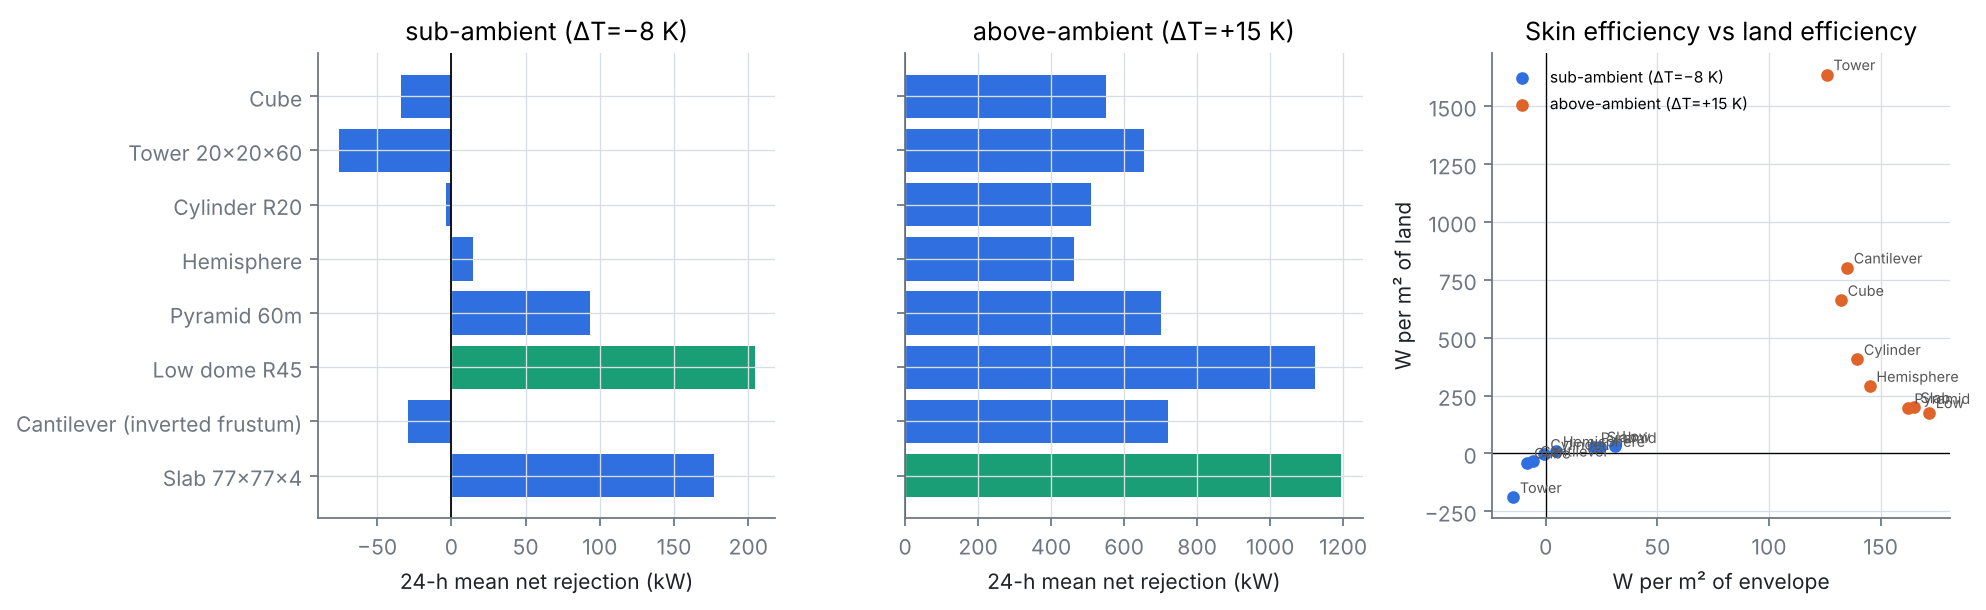 sub-ambient (ΔT=−8 K)
Cube
Tower 20×20×60
Cylinder R20
Hemisphere
Pyramid 60m
Low dome R45
Cantilever (inverted frustum)
Slab 77×77×4
−50 0 50 100 150 200
24-h mean net rejection (kW)
above-ambient (ΔT=+15 K)
0 200 400 600 800 1000 1200
24-h mean net rejection (kW)
Skin efficiency vs land efficiency
sub-ambient (ΔT=−8 K)
above-ambient (ΔT=+15 K)
W per m² of land
1500
1250
1000
750
500
250
0
−250
Tower
Cantilever
Cube
Cylinder
Hemisphere
Pyramid
Slab
Low
Hemisphere
Tower
0 50 100 150
W per m² of envelope